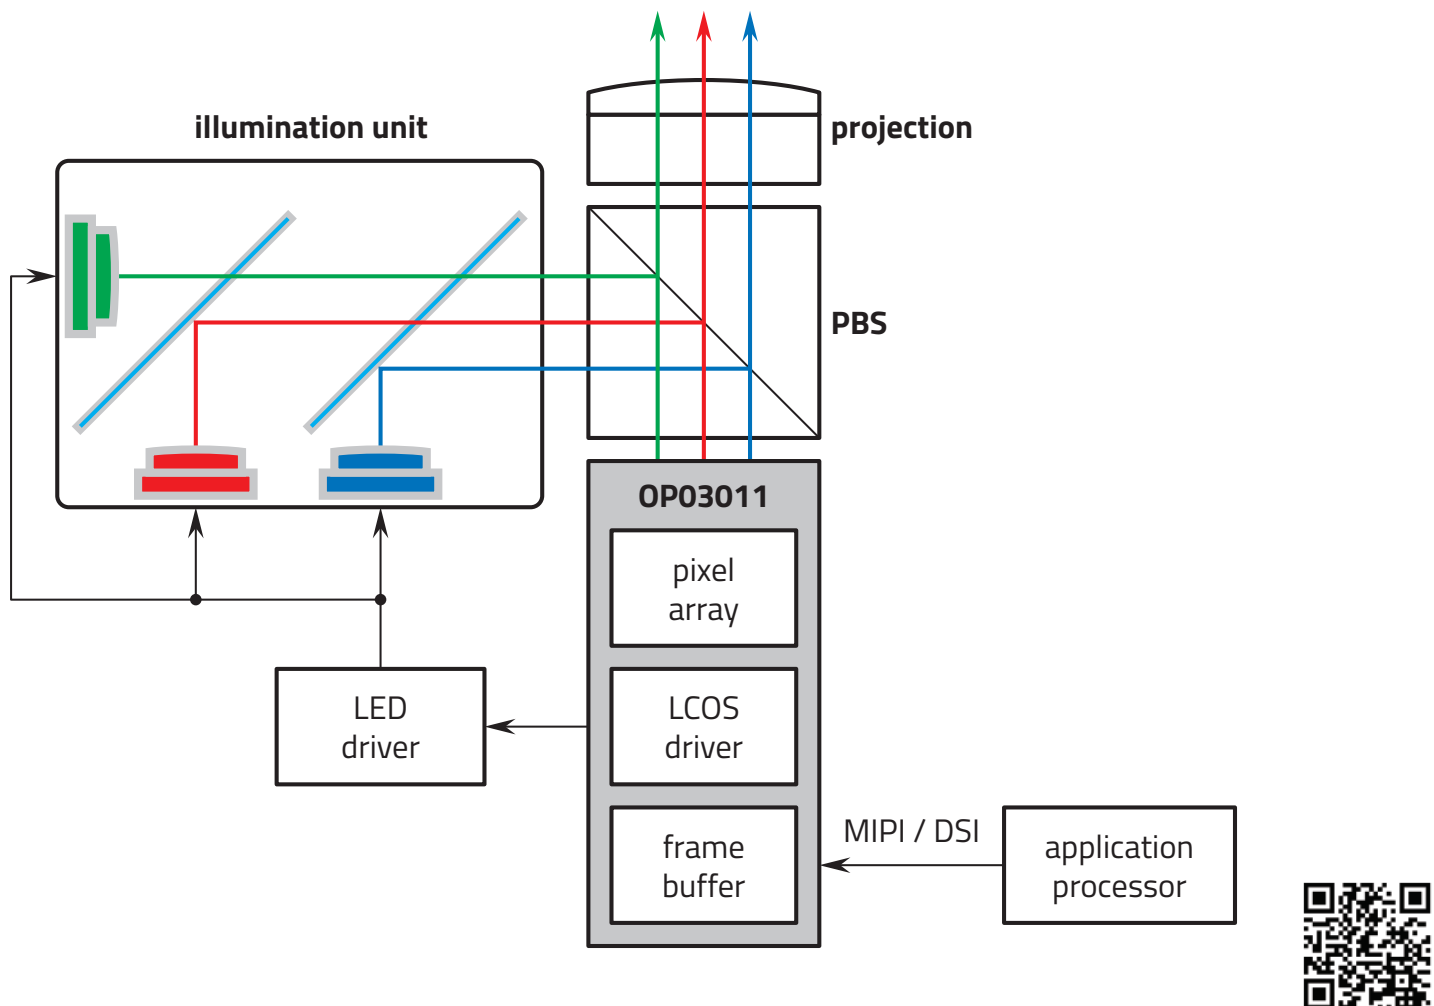 illumination unit
projection
PBS
OP03011
pixel
array
LED
driver
LCOS
driver
frame
buffer
MIPI / DSI
application
processor